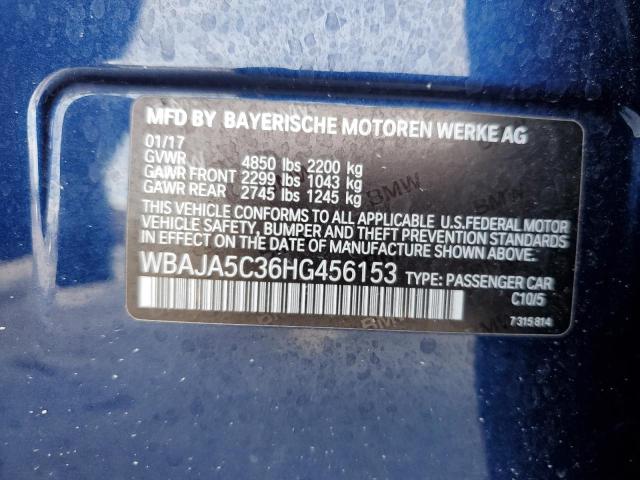 MFD BY BAYERISCHE MOTOREN WERKE AG
01/17
GVWR 4850 lbs 2200 kg
GAWR FRONT 2299 lbs 1043 kg
GAWR REAR 2745 lbs 1245 kg
THIS VEHICLE CONFORMS TO ALL APPLICABLE U.S.FEDERAL MOTOR
VEHICLE SAFETY, BUMPER AND THEFT PREVENTION STANDARDS
IN EFFECT ON THE DATE OF MANUFACTURE SHOWN ABOVE.
WBAJA5C36HG456153 TYPE: PASSENGER CAR
C10/5
7 315 814
BMW
BMW